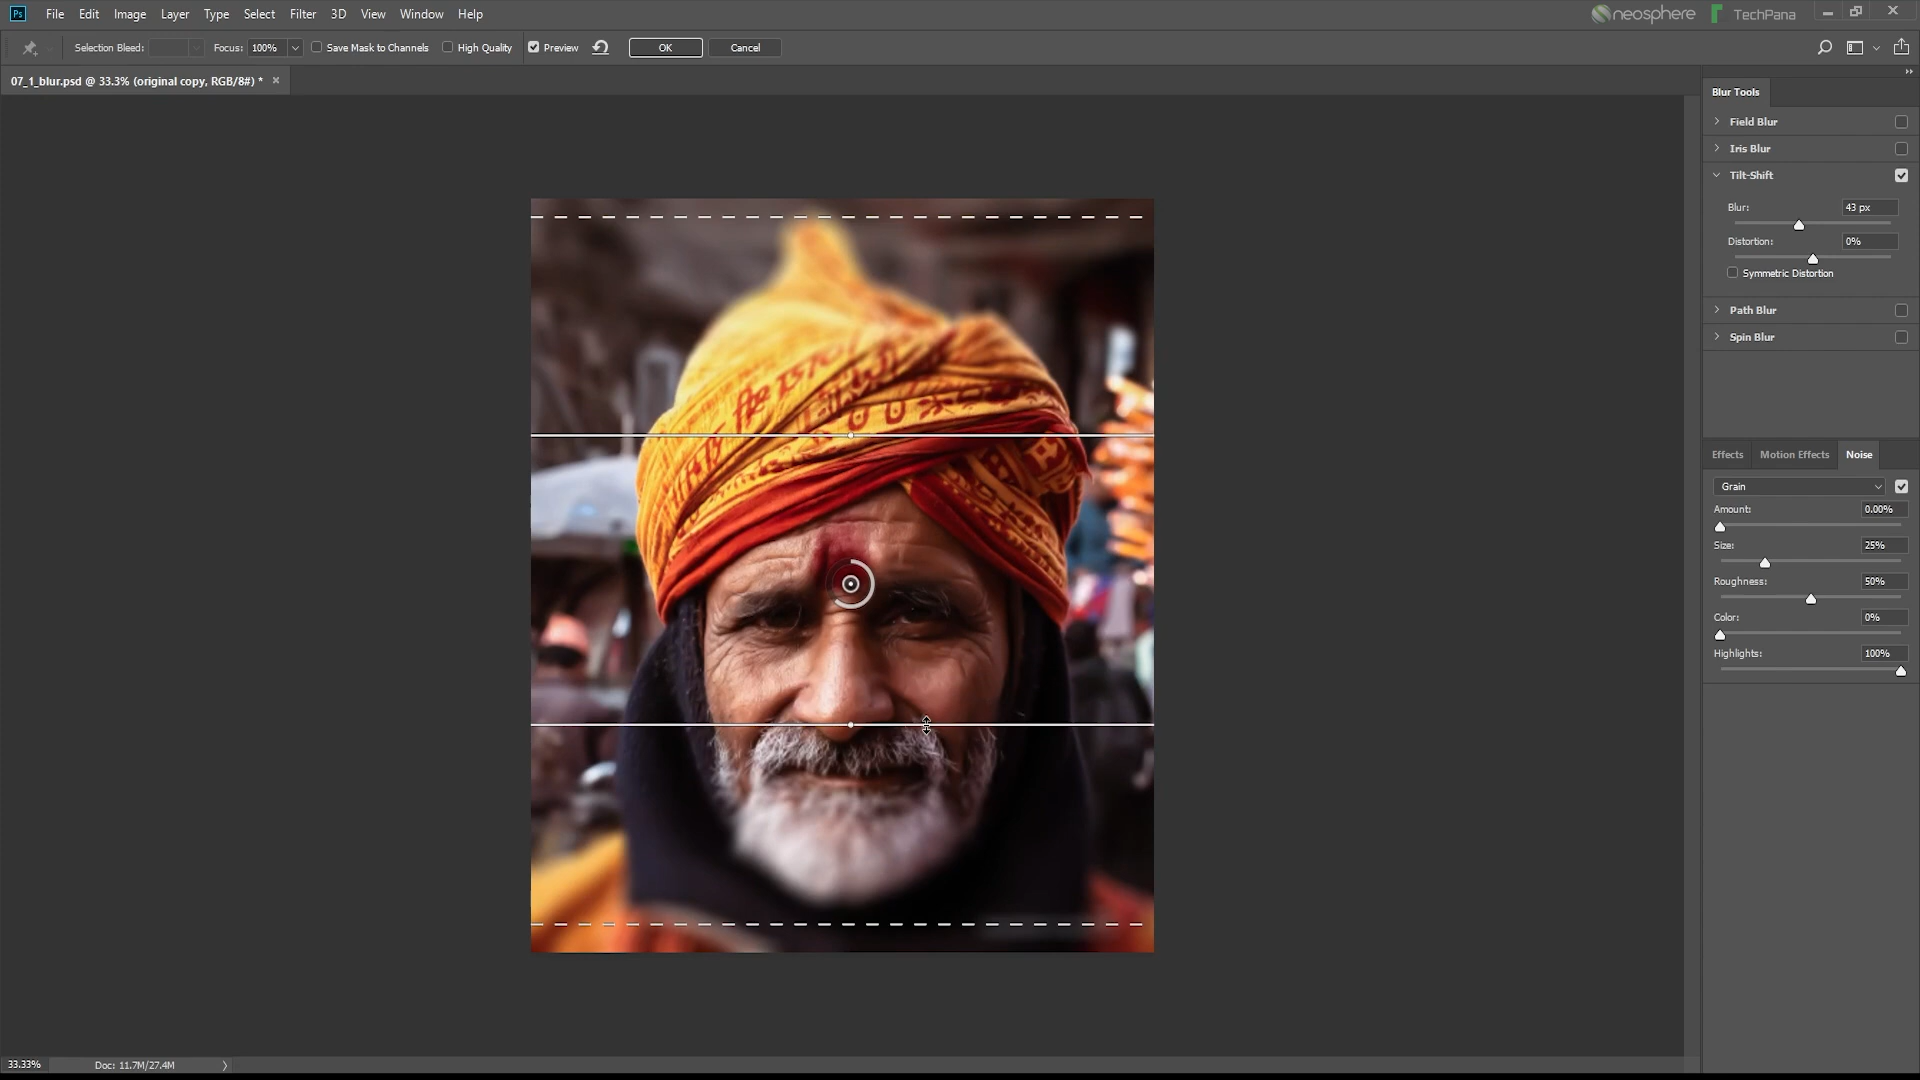 Ps File Edit Image Layer Type Select Filter 3D View Window Help neosphere TechPana
Selection Bleed: Focus: 100% Save Mask to Channels High Quality Preview OK Cancel
07_1_blur.psd @ 33.3% (original copy, RGB/8#) *
Blur Tools
Field Blur
Iris Blur
Tilt-Shift
Blur: 43 px
Distortion: 0%
Symmetric Distortion
Path Blur
Spin Blur
Effects Motion Effects Noise
Grain
Amount: 0.00%
Size: 25%
Roughness: 50%
Color: 0%
Highlights: 100%
33.33% Doc: 11.7M/27.4M